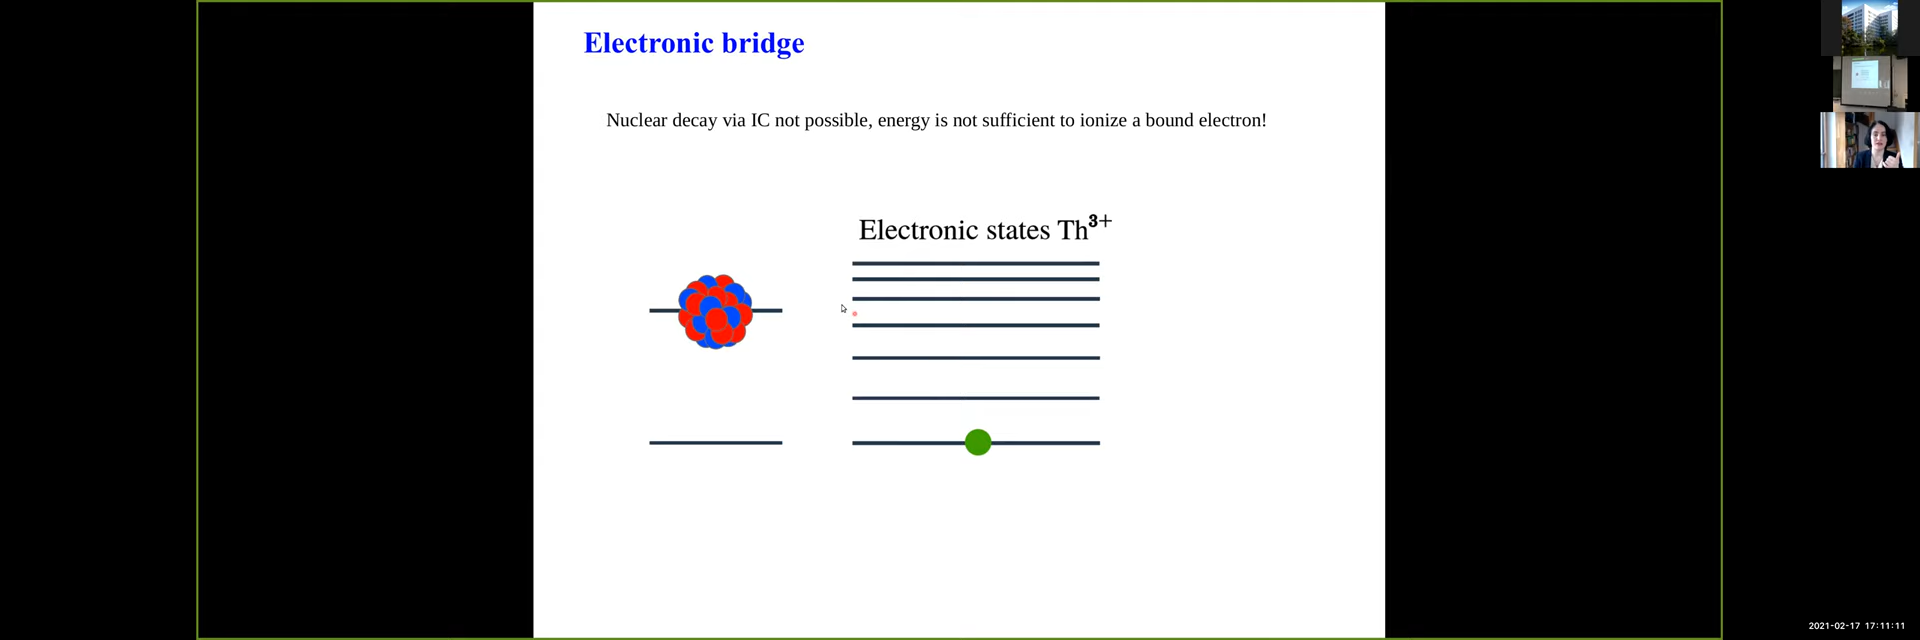 Electronic bridge
Nuclear decay via IC not possible, energy is not sufficient to ionize a bound electron!
Electronic states Th³⁺
2021-02-17 17:11:11